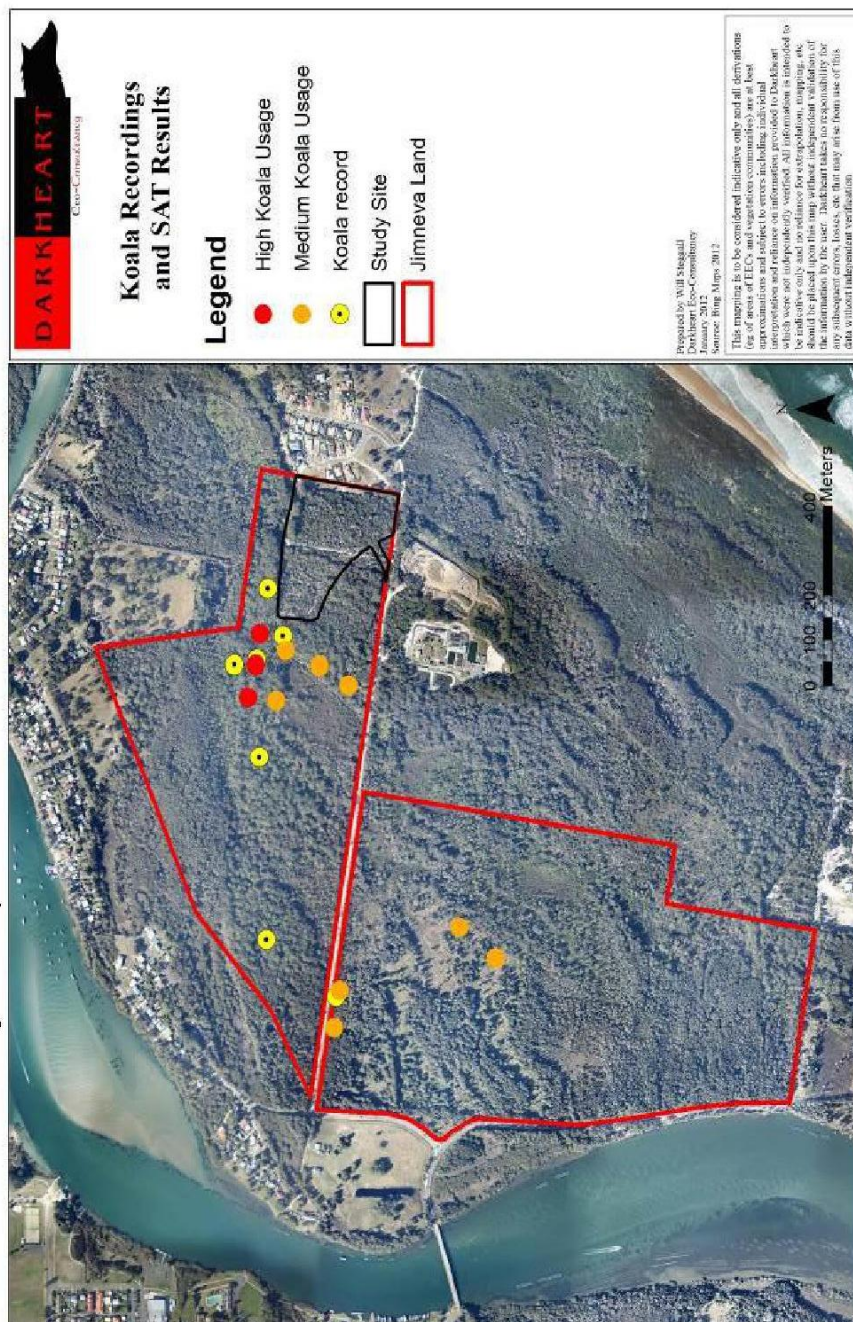 DARKHEART
Eco-Consultancy
Koala Recordings
and SAT Results
Legend
High Koala Usage
Medium Koala Usage
Koala record
Study Site
Jimneva Land
Prepared by Will Steggall
Darkheart Eco-Consultancy
January 2012
Source: Bing Maps 2012
This mapping is to be considered indicative only and all derivations
(eg of areas of EECs and vegetation communities) are at best
approximations and subject to errors including individual
interpretation and reliance on information provided to Darkheart
which were not independently verified. All information is intended to
be indicative only and no reliance for extrapolation, mapping, etc
should be placed upon this map without independent validation of
the information by the user. Darkheart takes no responsibility for
any subsequent errors, losses, etc that may arise from use of this
data without independent verification
N
0 100 200 400
Meters